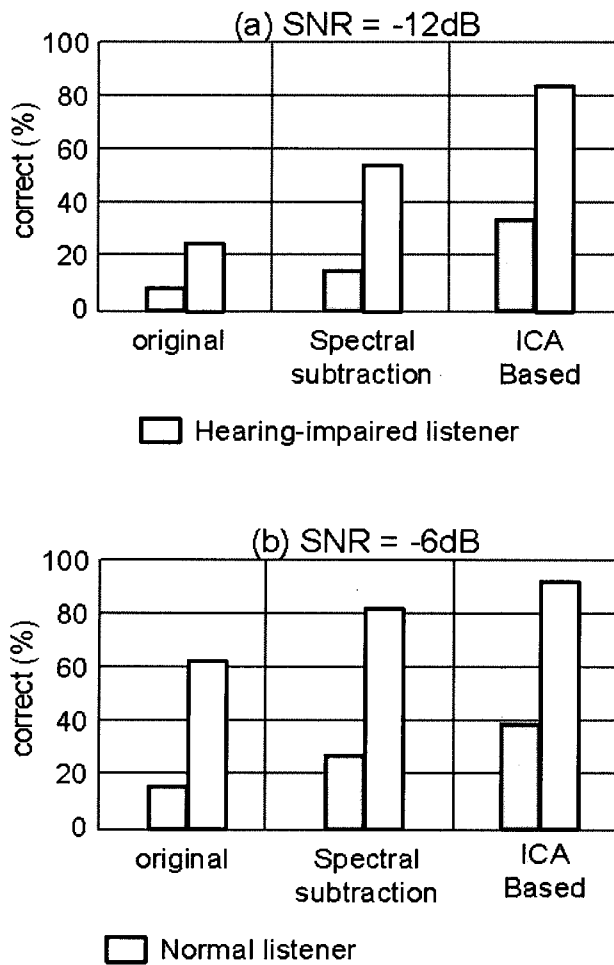 (a) SNR = -12dB
100
80
60
40
20
0
correct (%)
original
Spectral
subtraction
ICA
Based
Hearing-impaired listener
(b) SNR = -6dB
100
80
60
40
20
0
correct (%)
original
Spectral
subtraction
ICA
Based
Normal listener